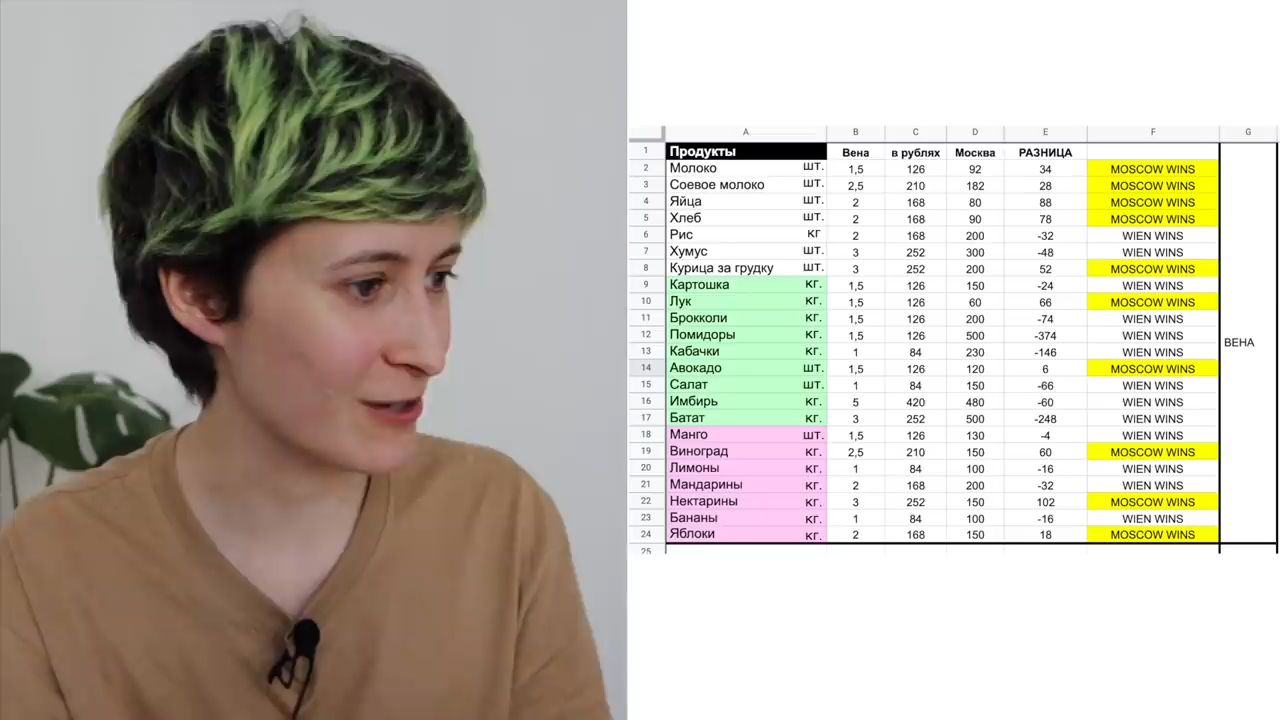 A B C D E F G
1 Продукты Вена в рублях Москва РАЗНИЦА
2 Молоко шт. 1,5 126 92 34 MOSCOW WINS
3 Соевое молоко шт. 2,5 210 182 28 MOSCOW WINS
4 Яйца шт. 2 168 80 88 MOSCOW WINS
5 Хлеб шт. 2 168 90 78 MOSCOW WINS
6 Рис кг 2 168 200 -32 WIEN WINS
7 Хумус шт. 3 252 300 -48 WIEN WINS
8 Курица за грудку шт. 3 252 200 52 MOSCOW WINS
9 Картошка кг. 1,5 126 150 -24 WIEN WINS
10 Лук кг. 1,5 126 60 66 MOSCOW WINS
11 Брокколи кг. 1,5 126 200 -74 WIEN WINS
12 Помидоры кг. 1,5 126 500 -374 WIEN WINS
13 Кабачки кг. 1 84 230 -146 WIEN WINS
ВЕНА
14 Авокадо шт. 1,5 126 120 6 MOSCOW WINS
15 Салат шт. 1 84 150 -66 WIEN WINS
16 Имбирь кг. 5 420 480 -60 WIEN WINS
17 Батат кг. 3 252 500 -248 WIEN WINS
18 Манго шт. 1,5 126 130 -4 WIEN WINS
19 Виноград кг. 2,5 210 150 60 MOSCOW WINS
20 Лимоны кг. 1 84 100 -16 WIEN WINS
21 Мандарины кг. 2 168 200 -32 WIEN WINS
22 Нектарины кг. 3 252 150 102 MOSCOW WINS
23 Бананы кг. 1 84 100 -16 WIEN WINS
24 Яблоки кг. 2 168 150 18 MOSCOW WINS
25